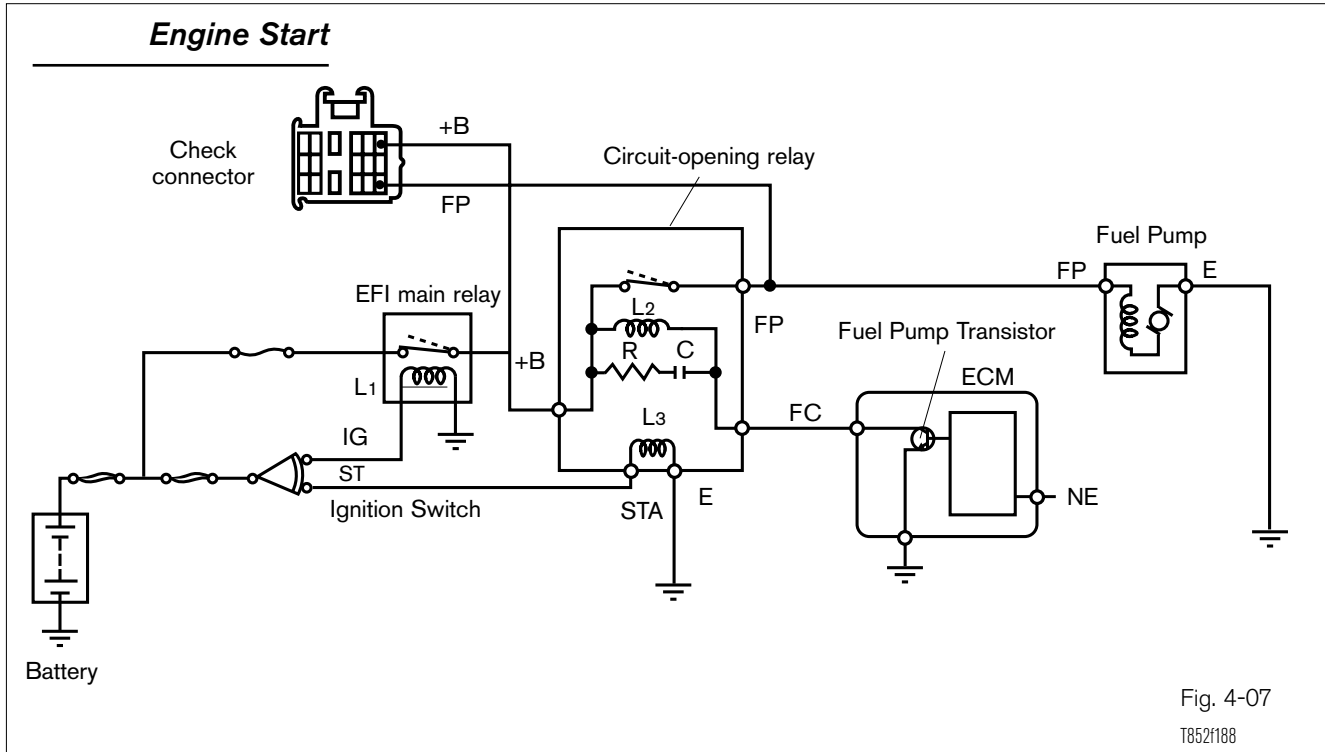 Engine Start
Check
connector
+B
FP
Circuit-opening relay
Fuel Pump
FP
E
EFI main relay
L2
FP
Fuel Pump Transistor
R
C
+B
ECM
L1
FC
L3
IG
ST
NE
Ignition Switch
STA
E
Battery
Fig. 4-07
T852f188